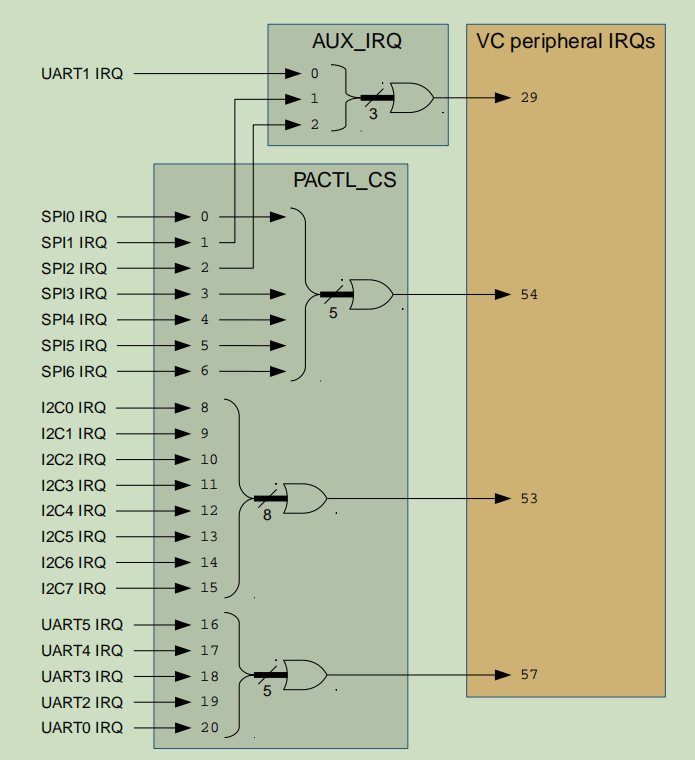 AUX_IRQ
VC peripheral IRQs
UART1 IRQ 0
1
2
3
29
PACTL_CS
SPI0 IRQ 0
SPI1 IRQ 1
SPI2 IRQ 2
SPI3 IRQ 3
SPI4 IRQ 4
SPI5 IRQ 5
SPI6 IRQ 6
5
54
I2C0 IRQ 8
I2C1 IRQ 9
I2C2 IRQ 10
I2C3 IRQ 11
I2C4 IRQ 12
I2C5 IRQ 13
I2C6 IRQ 14
I2C7 IRQ 15
8
53
UART5 IRQ 16
UART4 IRQ 17
UART3 IRQ 18
UART2 IRQ 19
UART0 IRQ 20
5
57